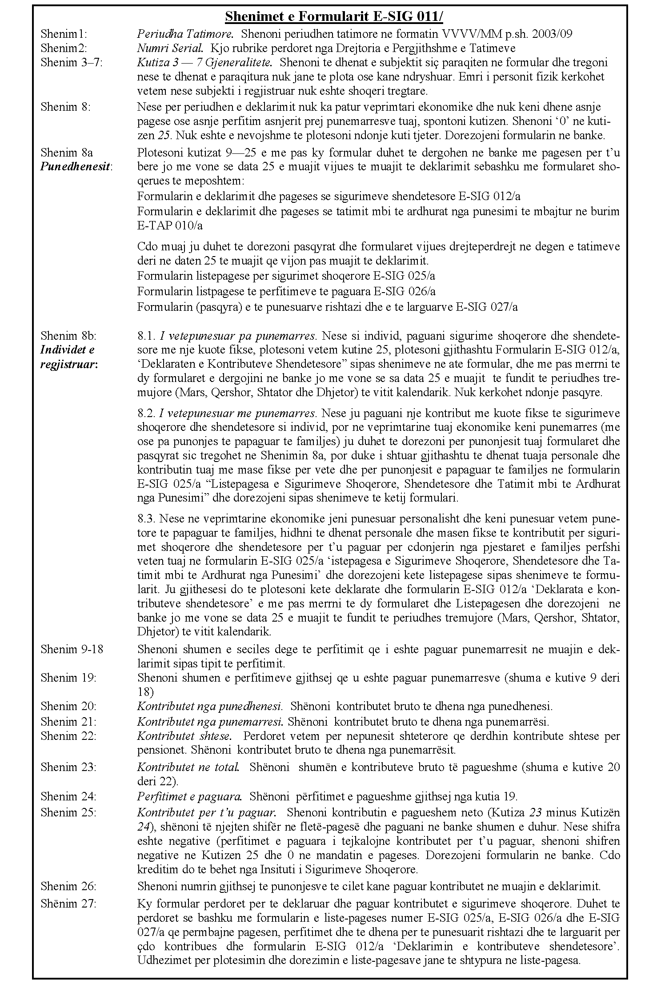 Shenimet e Formularit E-SIG 011/
Shenim1: Periudha Tatimore. Shenoni periudhen tatimore ne formatin VVVV/MM p.sh. 2003/09
Shenim2: Numri Serial. Kjo rubrike perdoret nga Drejtoria e Pergjithshme e Tatimeve
Shenim 3–7: Kutiza 3 — 7 Gjeneralitete. Shenoni te dhenat e subjektit siç paraqiten ne formular dhe tregoni
nese te dhenat e paraqitura nuk jane te plota ose kane ndryshuar. Emri i personit fizik kerkohet
vetem nese subjekti i regjistruar nuk eshte shoqeri tregtare.
Shenim 8: Nese per periudhen e deklarimit nuk ka patur veprimtari ekonomike dhe nuk keni dhene asnje
pagese ose asnje perfitim asnjerit prej punemarresve tuaj, spontoni kutizen. Shenoni ‘0’ ne kuti-
zen 25. Nuk eshte e nevojshme te plotesoni ndonje kuti tjeter. Dorezojeni formularin ne banke.
Shenim 8a Plotesoni kutizat 9—25 e me pas ky formular duhet te dergohen ne banke me pagesen per t’u
Punedhenesit: bere jo me vone se data 25 e muajit vijues te muajit te deklarimit sebashku me formularet sho-
qerues te meposhtem:
Formularin e deklarimit dhe pageses se sigurimeve shendetesore E-SIG 012/a
Formularin e deklarimit dhe pageses se tatimit mbi te ardhurat nga punesimi te mbajtur ne burim
E-TAP 010/a
Cdo muaj ju duhet te dorezoni pasqyrat dhe formularet vijues drejteperdrejt ne degen e tatimeve
deri ne daten 25 te muajit qe vijon pas muajit te deklarimit.
Formularin listepagese per sigurimet shoqerore E-SIG 025/a
Formularin listpagese te perfitimeve te paguara E-SIG 026/a
Formularin (pasqyra) e te punesuarve rishtazi dhe e te larguarve E-SIG 027/a
Shenim 8b: 8.1. I vetepunesuar pa punemarres. Nese si individ, paguani sigurime shoqerore dhe shendete-
Individet e sore me nje kuote fikse, plotesoni vetem kutine 25, plotesoni gjithashtu Formularin E-SIG 012/a,
regjistruar: ‘Deklaraten e Kontributeve Shendetesore” sipas shenimeve ne ate formular, dhe me pas merrni te
dy formularet e dergojini ne banke jo me vone se sa data 25 e muajit te fundit te periudhes tre-
mujore (Mars, Qershor, Shtator dhe Dhjetor) te vitit kalendarik. Nuk kerkohet ndonje pasqyre.
8.2. I vetepunesuar me punemarres. Nese ju paguani nje kontribut me kuote fikse te sigurimeve
shoqerore dhe shendetesore si individ, por ne veprimtarine tuaj ekonomike keni punemarres (me
ose pa punonjes te papaguar te familjes) ju duhet te dorezoni per punonjesit tuaj formularet dhe
pasqyrat sic tregohet ne Shenimin 8a, por duke i shtuar gjithashtu te dhenat tuaja personale dhe
kontributin tuaj me mase fikse per vete dhe per punonjesit e papaguar te familjes ne formularin
E-SIG 025/a “Listepagesa e Sigurimeve Shoqerore, Shendetesore dhe Tatimit mbi te Ardhurat
nga Punesimi” dhe dorezojeni sipas shenimeve te ketij formulari.
8.3. Nese ne veprimtarine ekonomike jeni punesuar personalisht dhe keni punesuar vetem pune-
tore te papaguar te familjes, hidhni te dhenat personale dhe masen fikse te kontributit per siguri-
met shoqerore dhe shendetesore per t’u paguar per cdonjerin nga pjestaret e familjes perfshi
veten tuaj ne formularin E-SIG 025/a ‘istepagesa e Sigurimeve Shoqerore, Shendetesore dhe Ta-
timit mbi te Ardhurat nga Punesimi’ dhe dorezojeni kete listepagese sipas shenimeve te formu-
larit. Ju gjithesesi do te plotesoni kete deklarate dhe formularin E-SIG 012/a ‘Deklarata e kon-
tributeve shendetesore’ e me pas merrni te dy formularet dhe Listepagesen dhe dorezojeni ne
banke jo me vone se data 25 e muajit te fundit te periudhes tremujore (Mars, Qershor, Shtator,
Dhjetor) te vitit kalendarik.
Shenim 9-18 Shenoni shumen e seciles dege te perfitimit qe i eshte paguar punemarresit ne muajin e dek-
larimit sipas tipit te perfitimit.
Shenim 19: Shenoni shumen e perfitimeve gjithsej qe u eshte paguar punemarresve (shuma e kutive 9 deri
18)
Shenim 20: Kontributet nga punedhenesi. Shënoni kontributet bruto te dhena nga punedhenesi.
Shenim 21: Kontributet nga punemarresi. Shënoni kontributet bruto te dhena nga punemarrësi.
Shenim 22: Kontributet shtese. Perdoret vetem per nepunesit shteterore qe derdhin kontribute shtese per
pensionet. Shënoni kontributet bruto te dhena nga punemarrësit.
Shenim 23: Kontributet ne total. Shënoni shumën e kontributeve bruto të pagueshme (shuma e kutive 20
deri 22).
Shenim 24: Perfitimet e paguara. Shënoni përfitimet e pagueshme gjithsej nga kutia 19.
Shenim 25: Kontributet per t’u paguar. Shenoni kontributin e pagueshem neto (Kutiza 23 minus Kutizën
24), shënoni të njejten shifër ne fletë-pagesë dhe paguani ne banke shumen e duhur. Nese shifra
eshte negative (perfitimet e paguara i tejkalojne kontributet per t’u paguar, shenoni shifren
negative ne Kutizen 25 dhe 0 ne mandatin e pageses. Dorezojeni formularin ne banke. Cdo
kreditim do te behet nga Insituti i Sigurimeve Shoqerore.
Shenim 26: Shenoni numrin gjithsej te punonjesve te cilet kane paguar kontributet ne muajin e deklarimit.
Shënim 27: Ky formular perdoret per te deklaruar dhe paguar kontributet e sigurimeve shoqerore. Duhet te
perdoret se bashku me formularin e liste-pageses numer E-SIG 025/a, E-SIG 026/a dhe E-SIG
027/a qe permbajne pagesen, perfitimet dhe te dhena per te punesuarit rishtazi dhe te larguarit per
çdo kontribues dhe formularin E-SIG 012/a ‘Deklarimin e kontributeve shendetesore’.
Udhezimet per plotesimin dhe dorezimin e liste-pagesave jane te shtypura ne liste-pagesa.